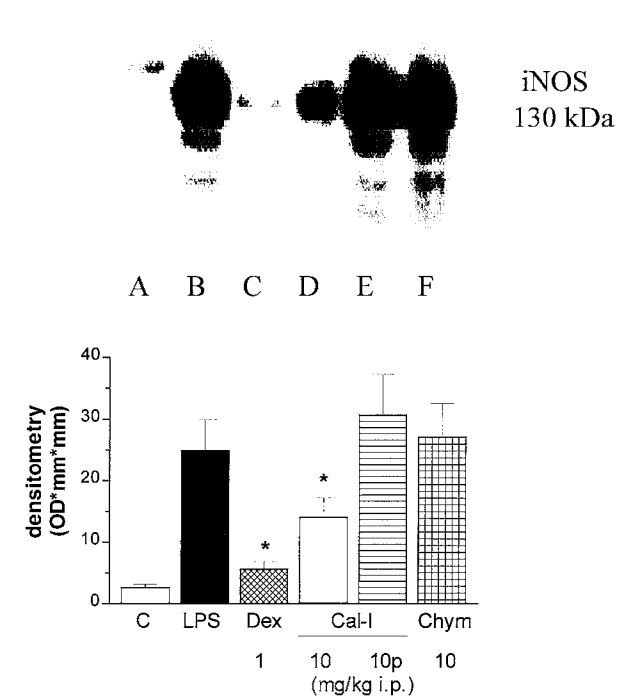 iNOS
130 kDa
A B C D E F
densitometry
(OD*mm*mm)
40
30
20
10
0
*
*
C LPS Dex Cal-I Chym
1 10 10p 10
(mg/kg i.p.)